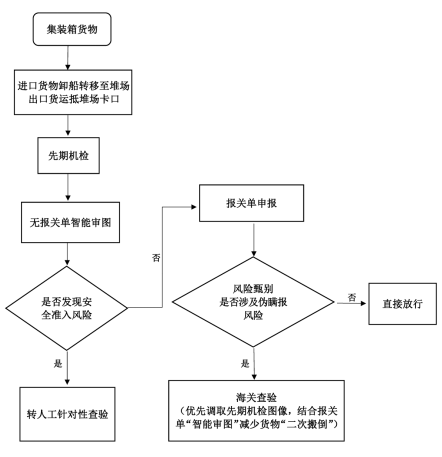 集装箱货物
进口货物卸船转移至堆场
出口货运抵堆场卡口
先期机检
无报关单智能审图
是否发现安
全准入风险
是
转人工针对性查验
否
报关单申报
风险甄别
是否涉及伪瞒报
风险
否
直接放行
是
海关查验
(优先调取先期机检图像，结合报关
单“智能审图”减少货物“二次搬倒”)